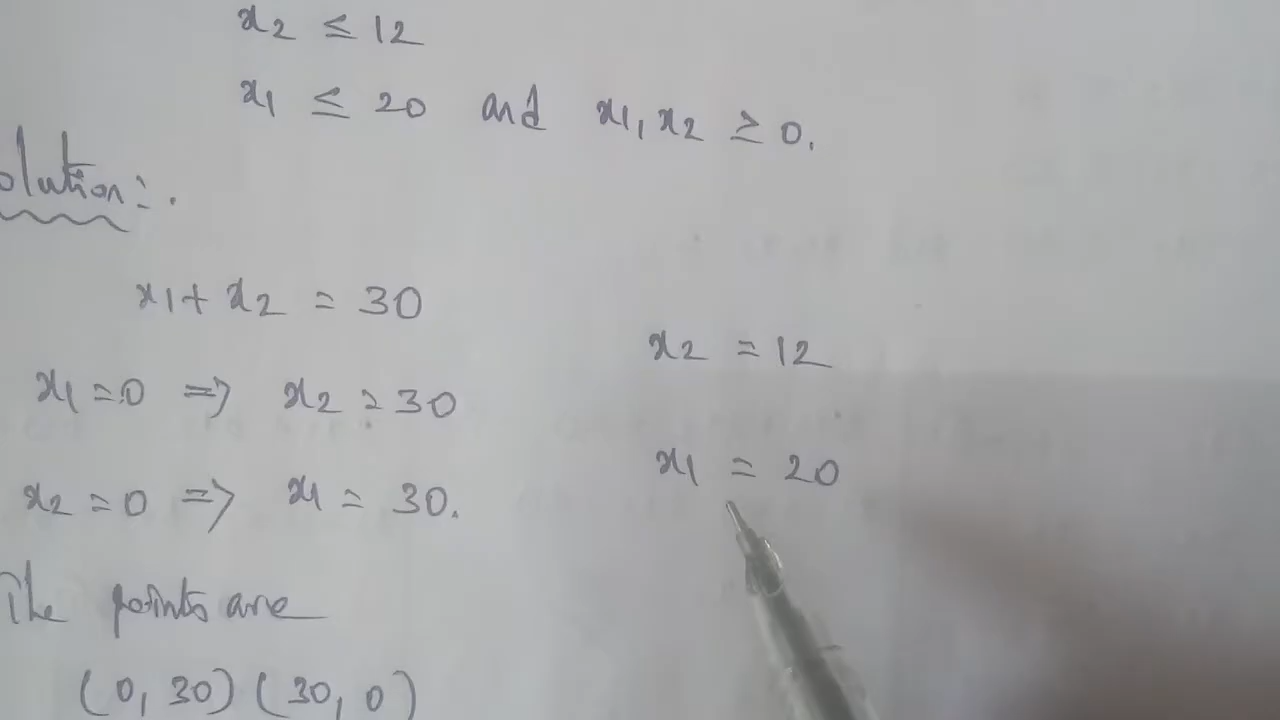 x2 ≤ 12
x1 ≤ 20 and x1, x2 ≥ 0.
olution:-.
x1 + x2 = 30
x1 = 0 => x2 = 30
x2 = 0 => x1 = 30.
The points are
(0, 30) (30, 0)
x2 = 12
x1 = 20